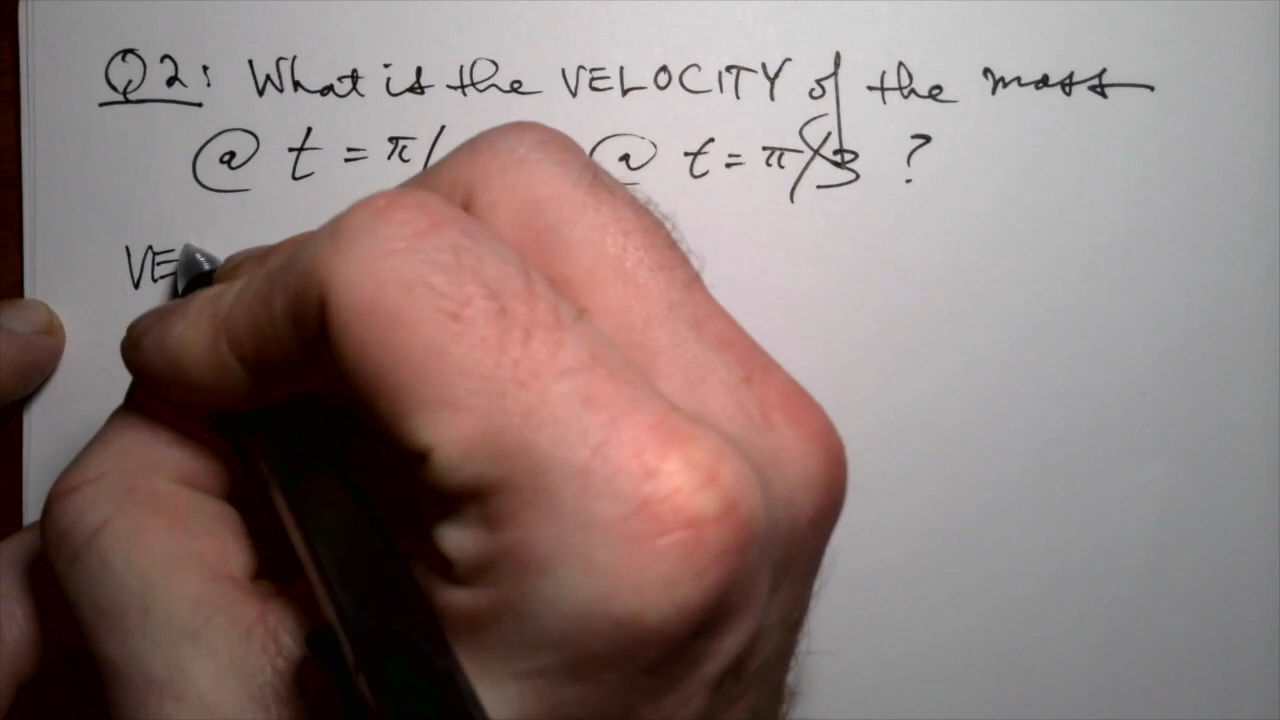 Q2: What is the VELOCITY of the mass
@ t = π/ @ t = π/3 ?
VE